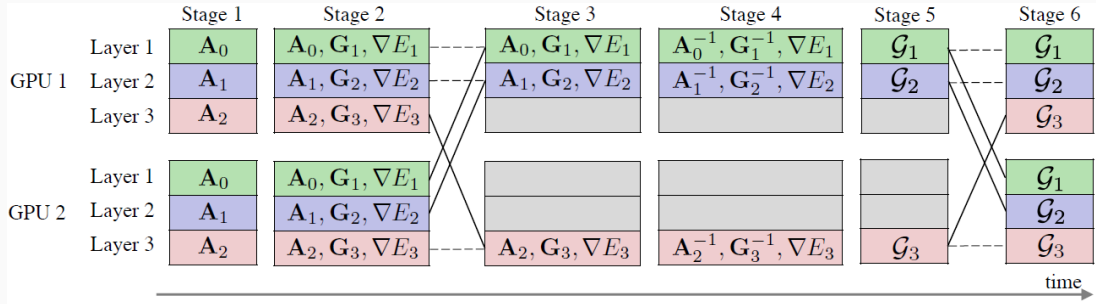 Stage 1 Stage 2 Stage 3 Stage 4 Stage 5 Stage 6
Layer 1 A₀ A₀, G₁, ∇E₁ A₀, G₁, ∇E₁ A₀⁻¹, G₁⁻¹, ∇E₁ 𝒢₁ 𝒢₁
GPU 1 Layer 2 A₁ A₁, G₂, ∇E₂ A₁, G₂, ∇E₂ A₁⁻¹, G₂⁻¹, ∇E₂ 𝒢₂ 𝒢₂
Layer 3 A₂ A₂, G₃, ∇E₃ 𝒢₃
Layer 1 A₀ A₀, G₁, ∇E₁ 𝒢₁
GPU 2 Layer 2 A₁ A₁, G₂, ∇E₂ 𝒢₂
Layer 3 A₂ A₂, G₃, ∇E₃ A₂, G₃, ∇E₃ A₂⁻¹, G₃⁻¹, ∇E₃ 𝒢₃ 𝒢₃
time